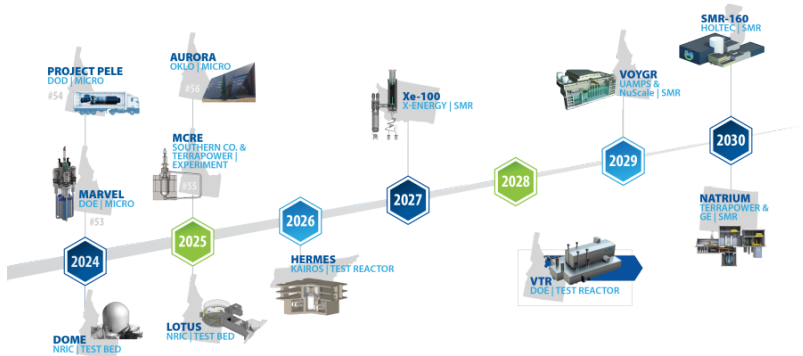 PROJECT PELE
DOD | MICRO
#54
MARVEL
DOE | MICRO
#53
2024
DOME
NRIC | TEST BED
AURORA
OKLO | MICRO
#56
MCRE
SOUTHERN CO. &
TERRAPOWER |
EXPERIMENT
#55
2025
LOTUS
NRIC | TEST BED
2026
HERMES
KAIROS | TEST REACTOR
Xe-100
X-ENERGY | SMR
2027
2028
VTR
DOE | TEST REACTOR
VOYGR
UAMPS &
NuScale | SMR
2029
SMR-160
HOLTEC | SMR
2030
NATRIUM
TERRAPOWER &
GE | SMR